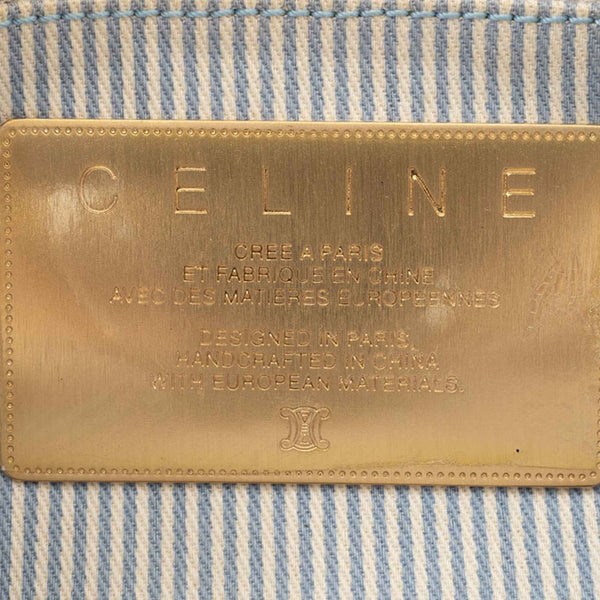 CELINE
CREE A PARIS
ET FABRIQUE EN CHINE
AVEC DES MATIERES EUROPEENNES
DESIGNED IN PARIS,
HANDCRAFTED IN CHINA
WITH EUROPEAN MATERIALS.